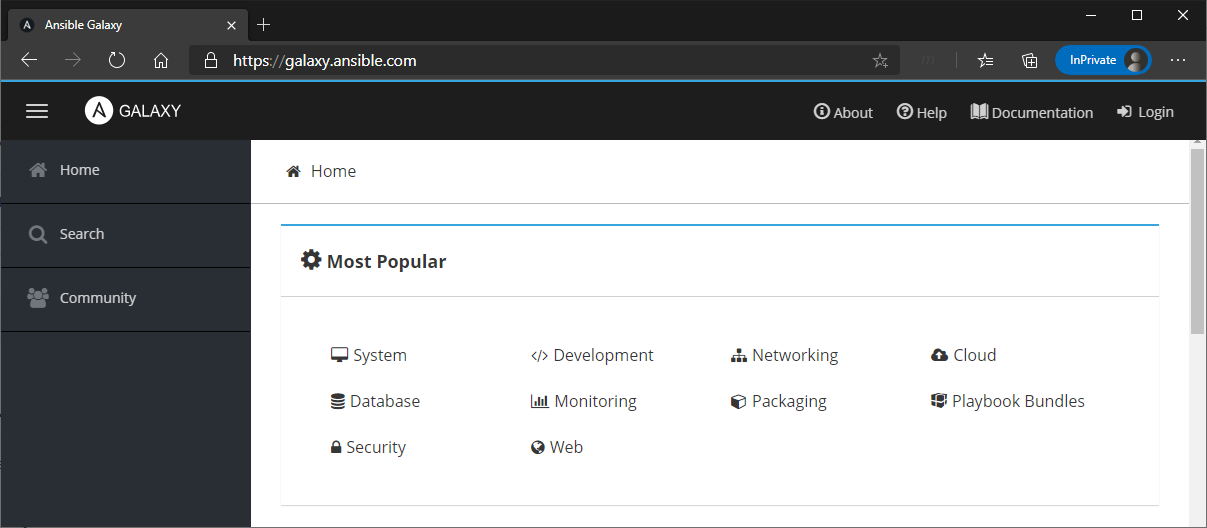 Ansible Galaxy
https://galaxy.ansible.com
InPrivate
A GALAXY
About Help Documentation Login
Home
Search
Community
Home
Most Popular
System Development Networking Cloud
Database Monitoring Packaging Playbook Bundles
Security Web